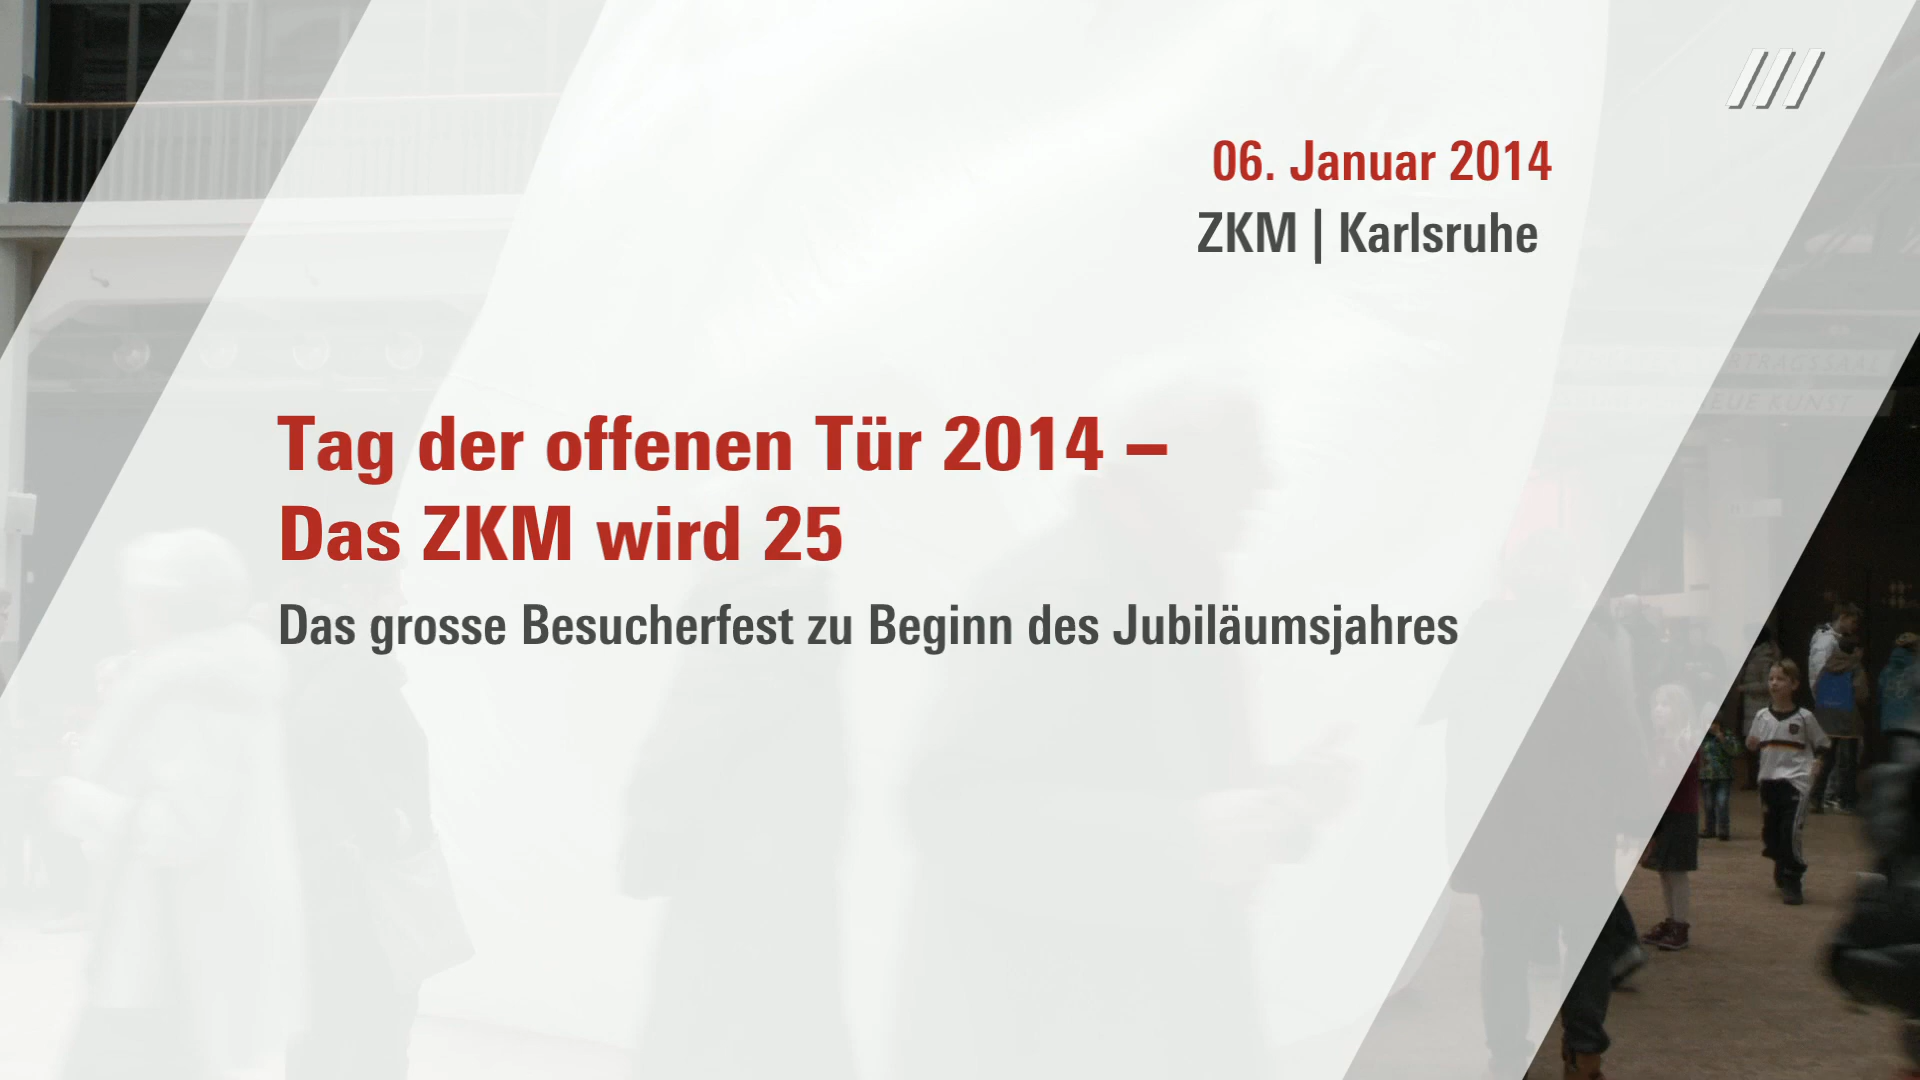 06. Januar 2014
ZKM | Karlsruhe
Tag der offenen Tür 2014 –
Das ZKM wird 25
Das grosse Besucherfest zu Beginn des Jubiläumsjahres